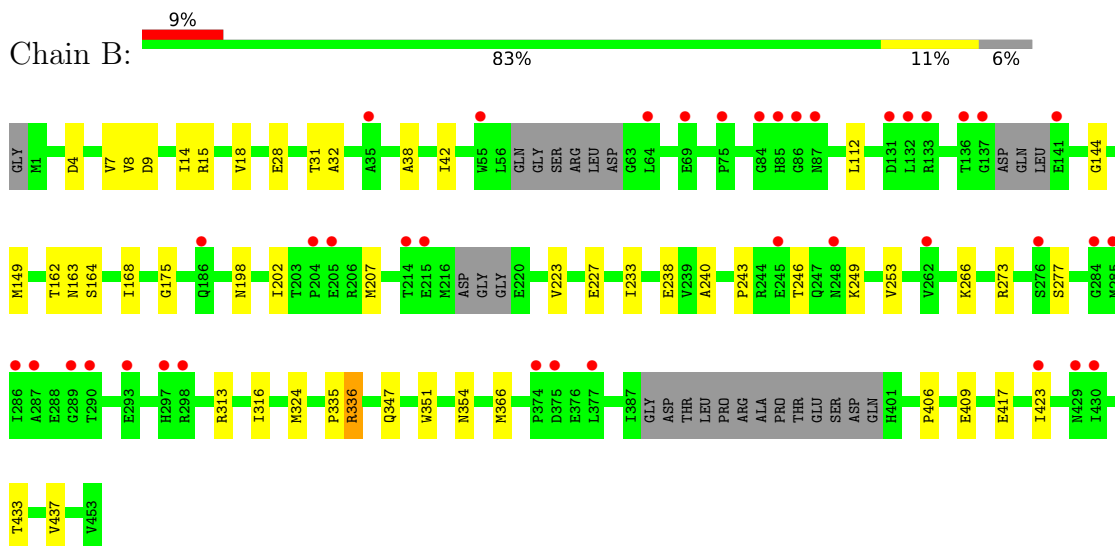 9%
Chain B:
83% 11% 6%
GLY M1 D4 V7 V8 D9 I14 R15 V18 E28 T31 A32 A35 A38 I42 W55 L56 GLN GLY SER ARG LEU ASP G63 L64 E69 P75 G84 H85 G86 N87 L112 D131 L132 R133 T136 G137 ASP GLN LEU E141 G144
M149 T162 N163 S164 I168 G175 Q186 N198 I202 T203 P204 E205 R206 M207 T214 E215 M216 ASP GLY GLY E220 V223 E227 I233 E238 V239 A240 P243 R244 E245 T246 Q247 N248 K249 V253 V262 K266 R273 S276 S277 G284 M285
I286 A287 E288 G289 T290 E293 H297 R298 R313 I316 M324 P335 R336 Q347 W351 N354 M366 P374 D375 E376 L377 I387 GLY ASP THR LEU PRO ARG ALA PRO THR GLU SER ASP GLN H401 P406 E409 E417 I423 N429 I430
T433 V437 V453